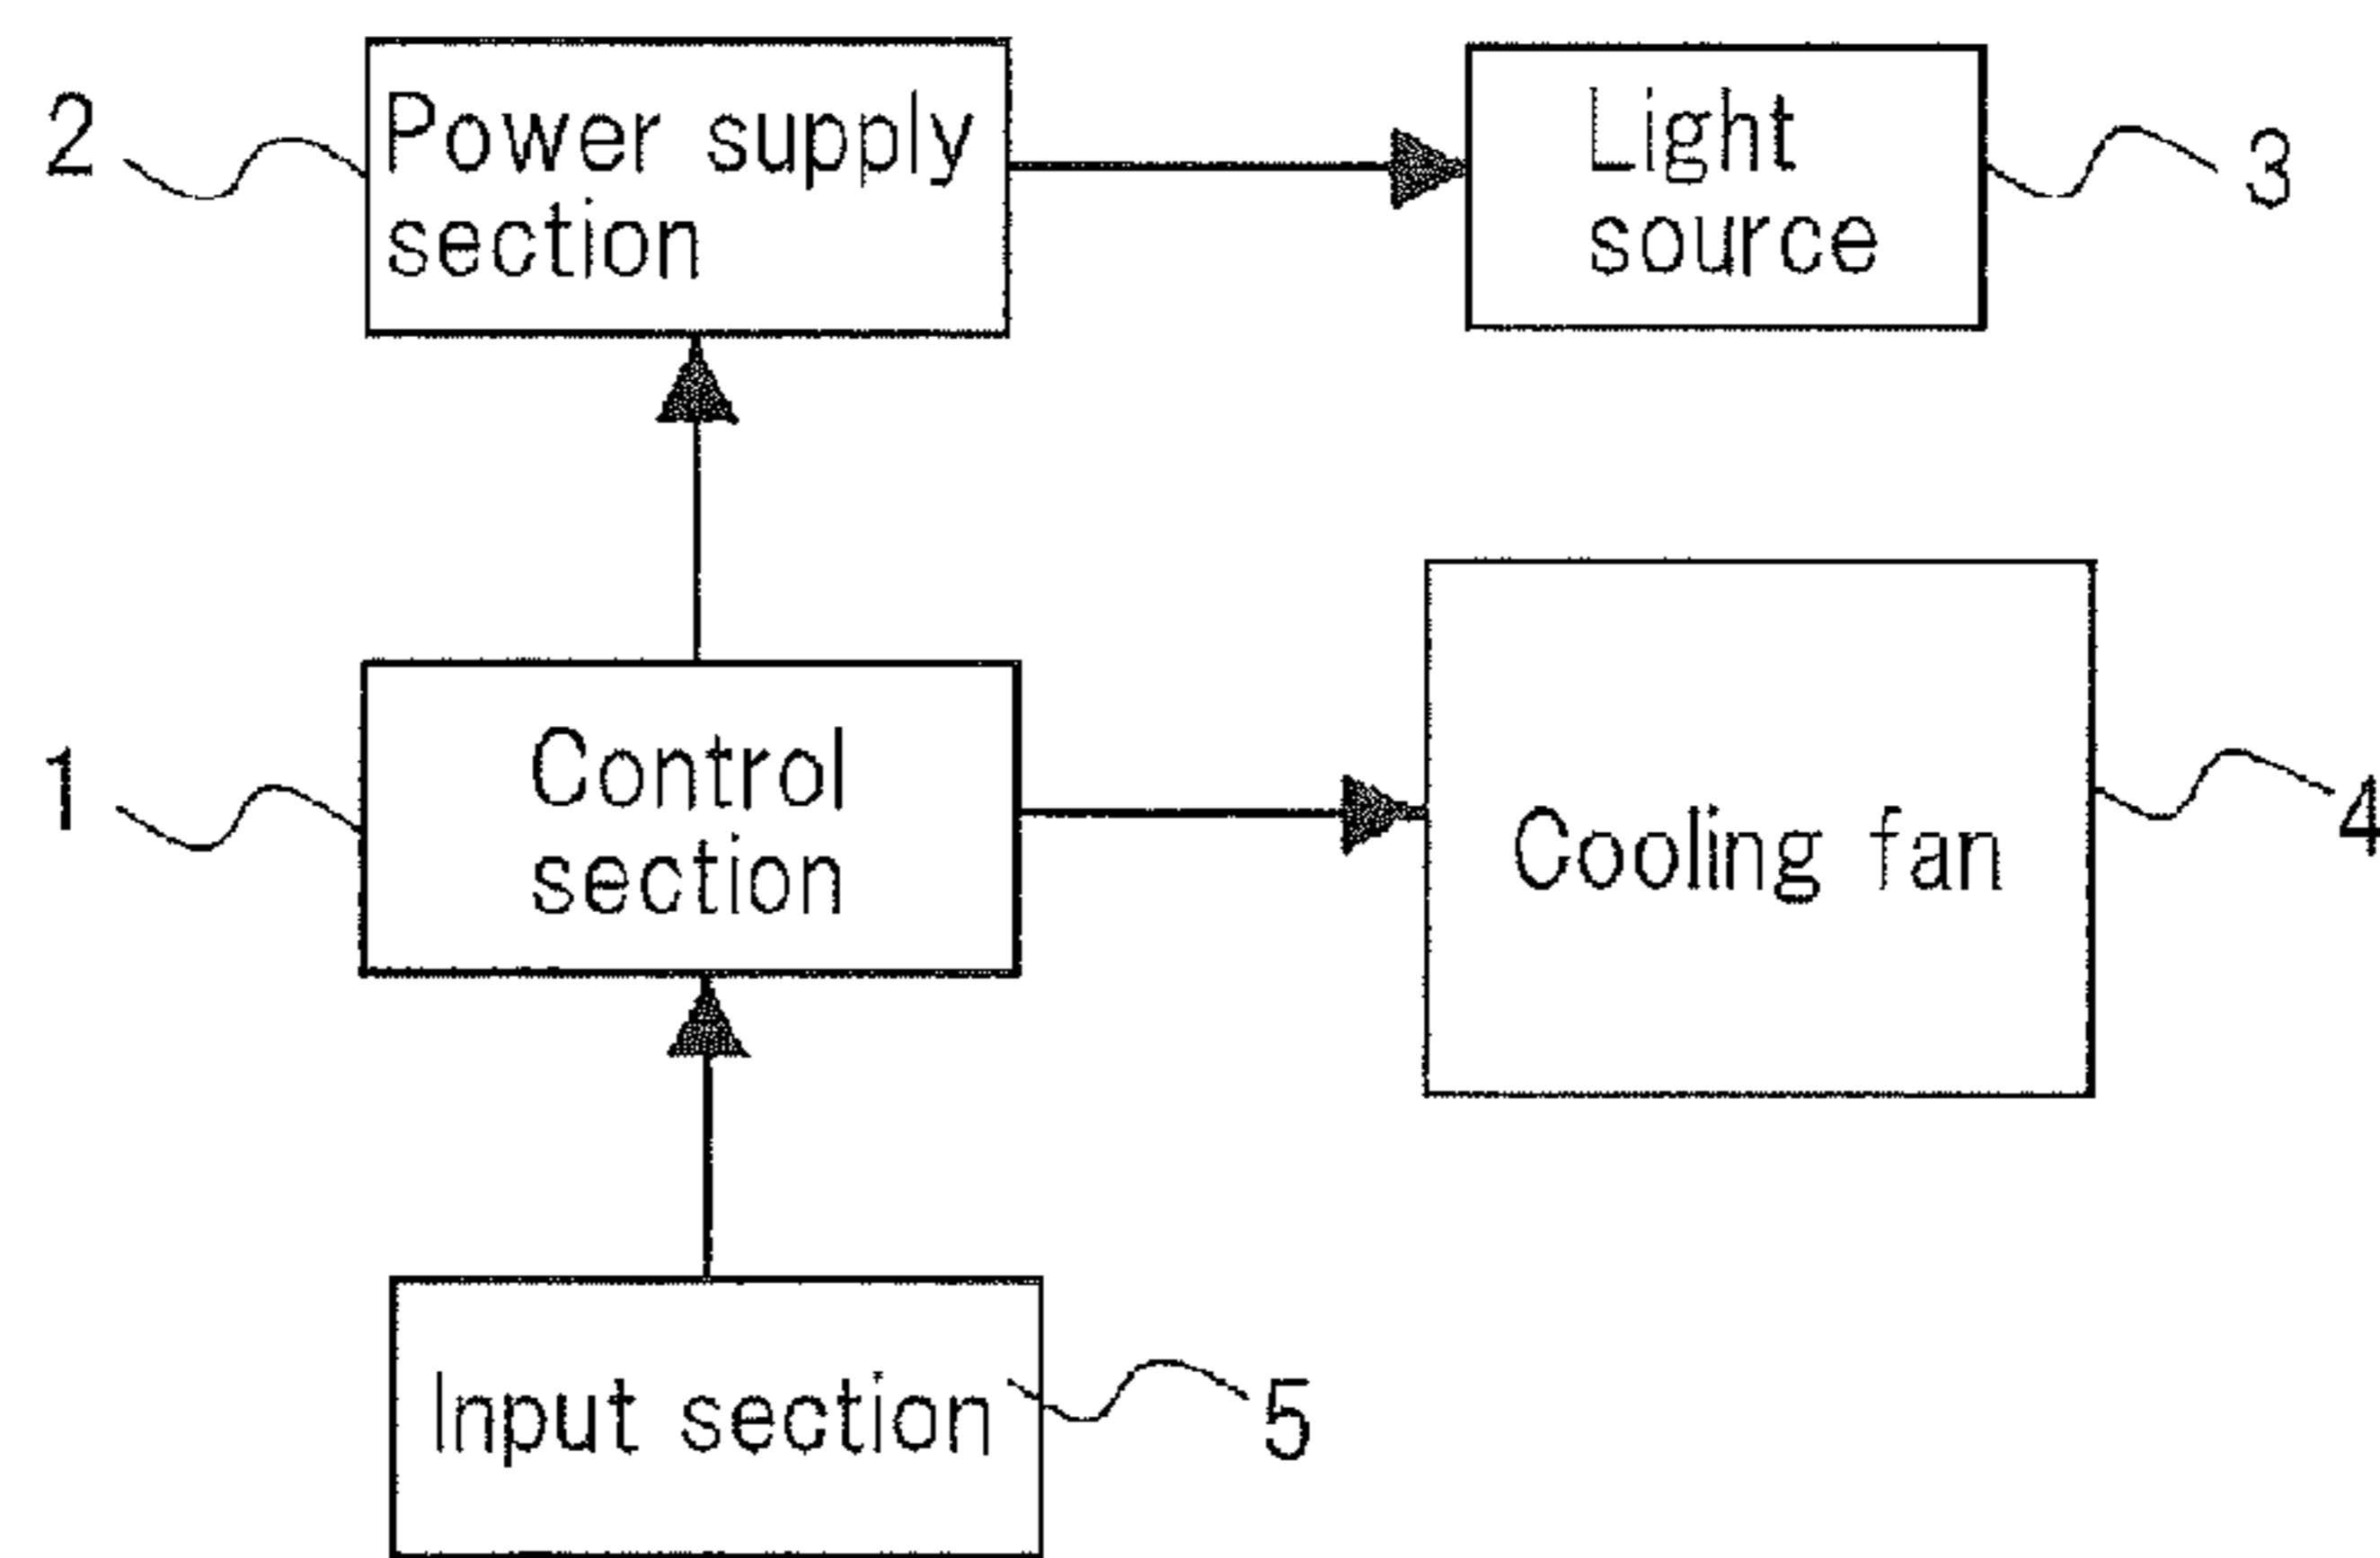 2
Power supply
section
Light
source
3
1
Control
section
Cooling fan
4
Input section
5